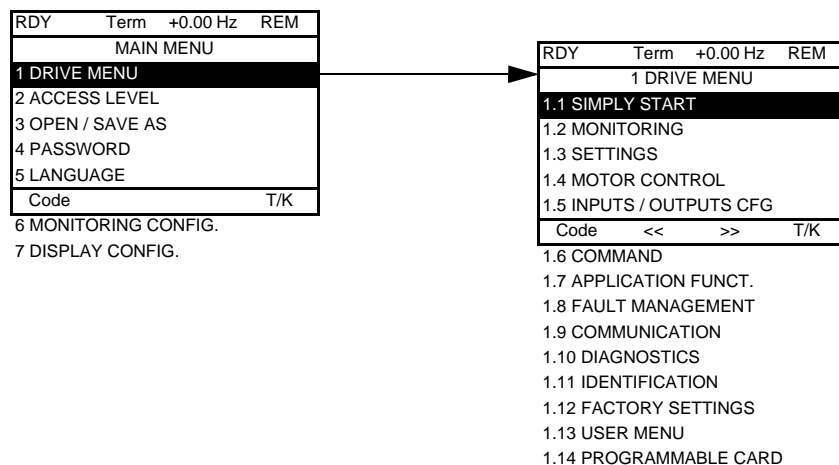 RDY Term +0.00 Hz REM
MAIN MENU
1 DRIVE MENU
2 ACCESS LEVEL
3 OPEN / SAVE AS
4 PASSWORD
5 LANGUAGE
Code T/K
6 MONITORING CONFIG.
7 DISPLAY CONFIG.
RDY Term +0.00 Hz REM
1 DRIVE MENU
1.1 SIMPLY START
1.2 MONITORING
1.3 SETTINGS
1.4 MOTOR CONTROL
1.5 INPUTS / OUTPUTS CFG
Code << >> T/K
1.6 COMMAND
1.7 APPLICATION FUNCT.
1.8 FAULT MANAGEMENT
1.9 COMMUNICATION
1.10 DIAGNOSTICS
1.11 IDENTIFICATION
1.12 FACTORY SETTINGS
1.13 USER MENU
1.14 PROGRAMMABLE CARD